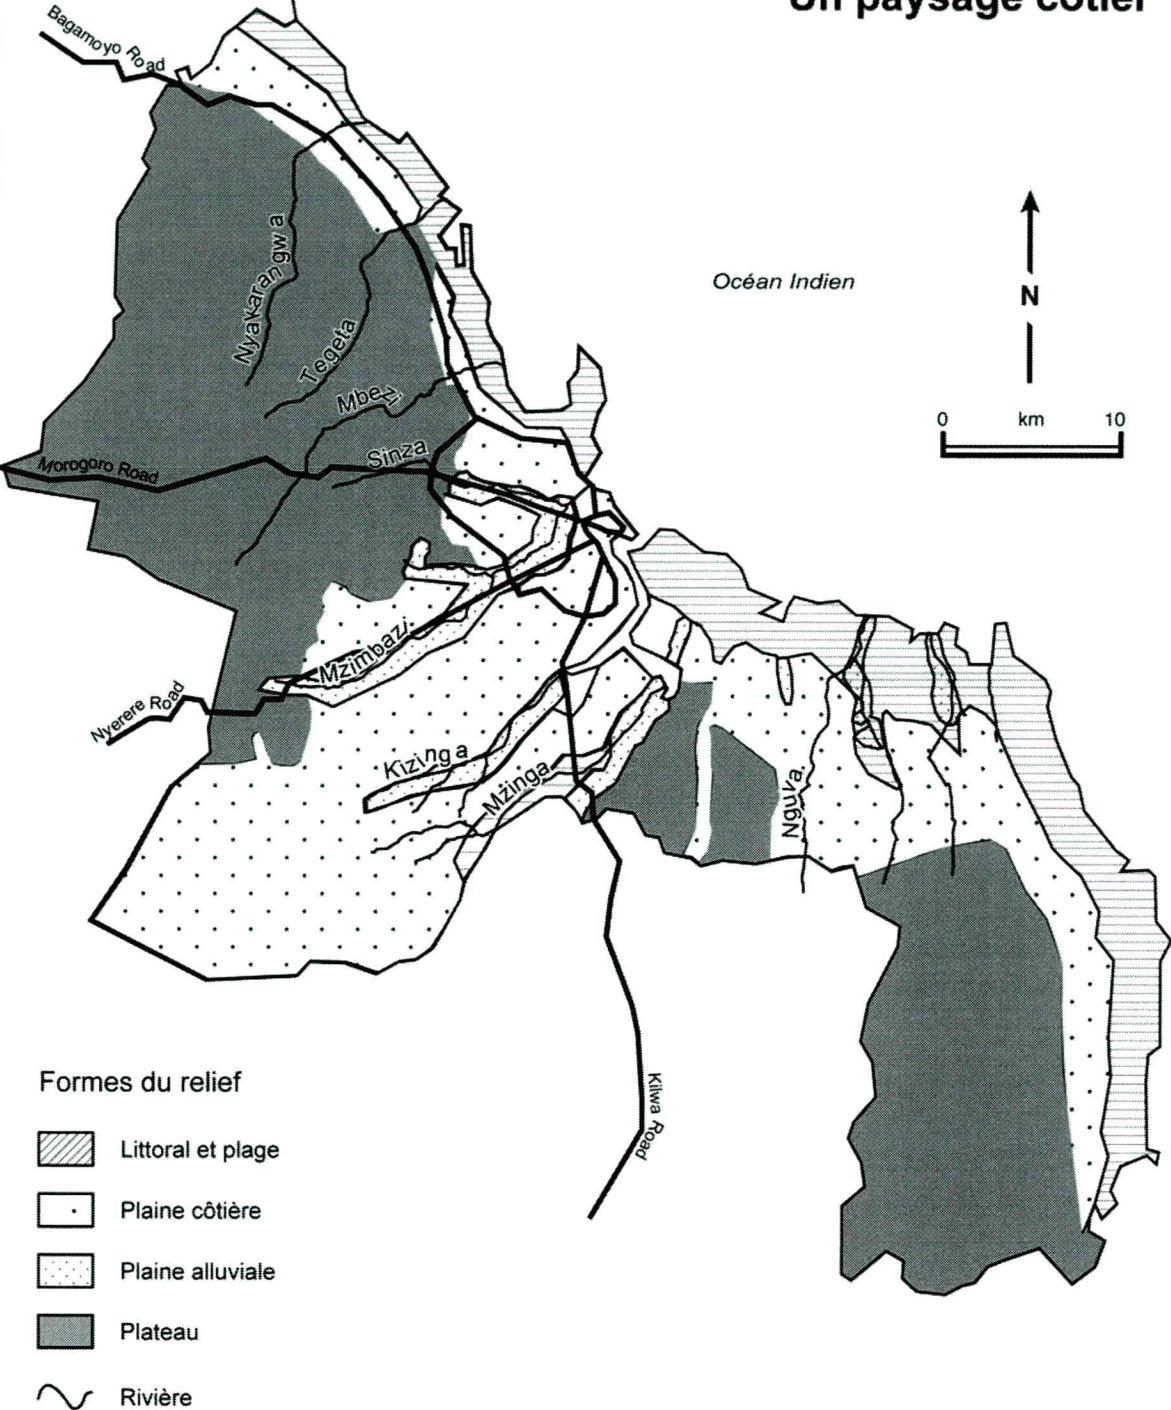 Un paysage côtier
Bagamoyo Road
Nyakarangwa
Tegeta
Mbezi
Sinza
Morogoro Road
Océan Indien
N
0 km 10
Mzimbazi
Nyerere Road
Kizinga
Mzinga
Nguva
Kilwa Road
Formes du relief
Littoral et plage
Plaine côtière
Plaine alluviale
Plateau
Rivière